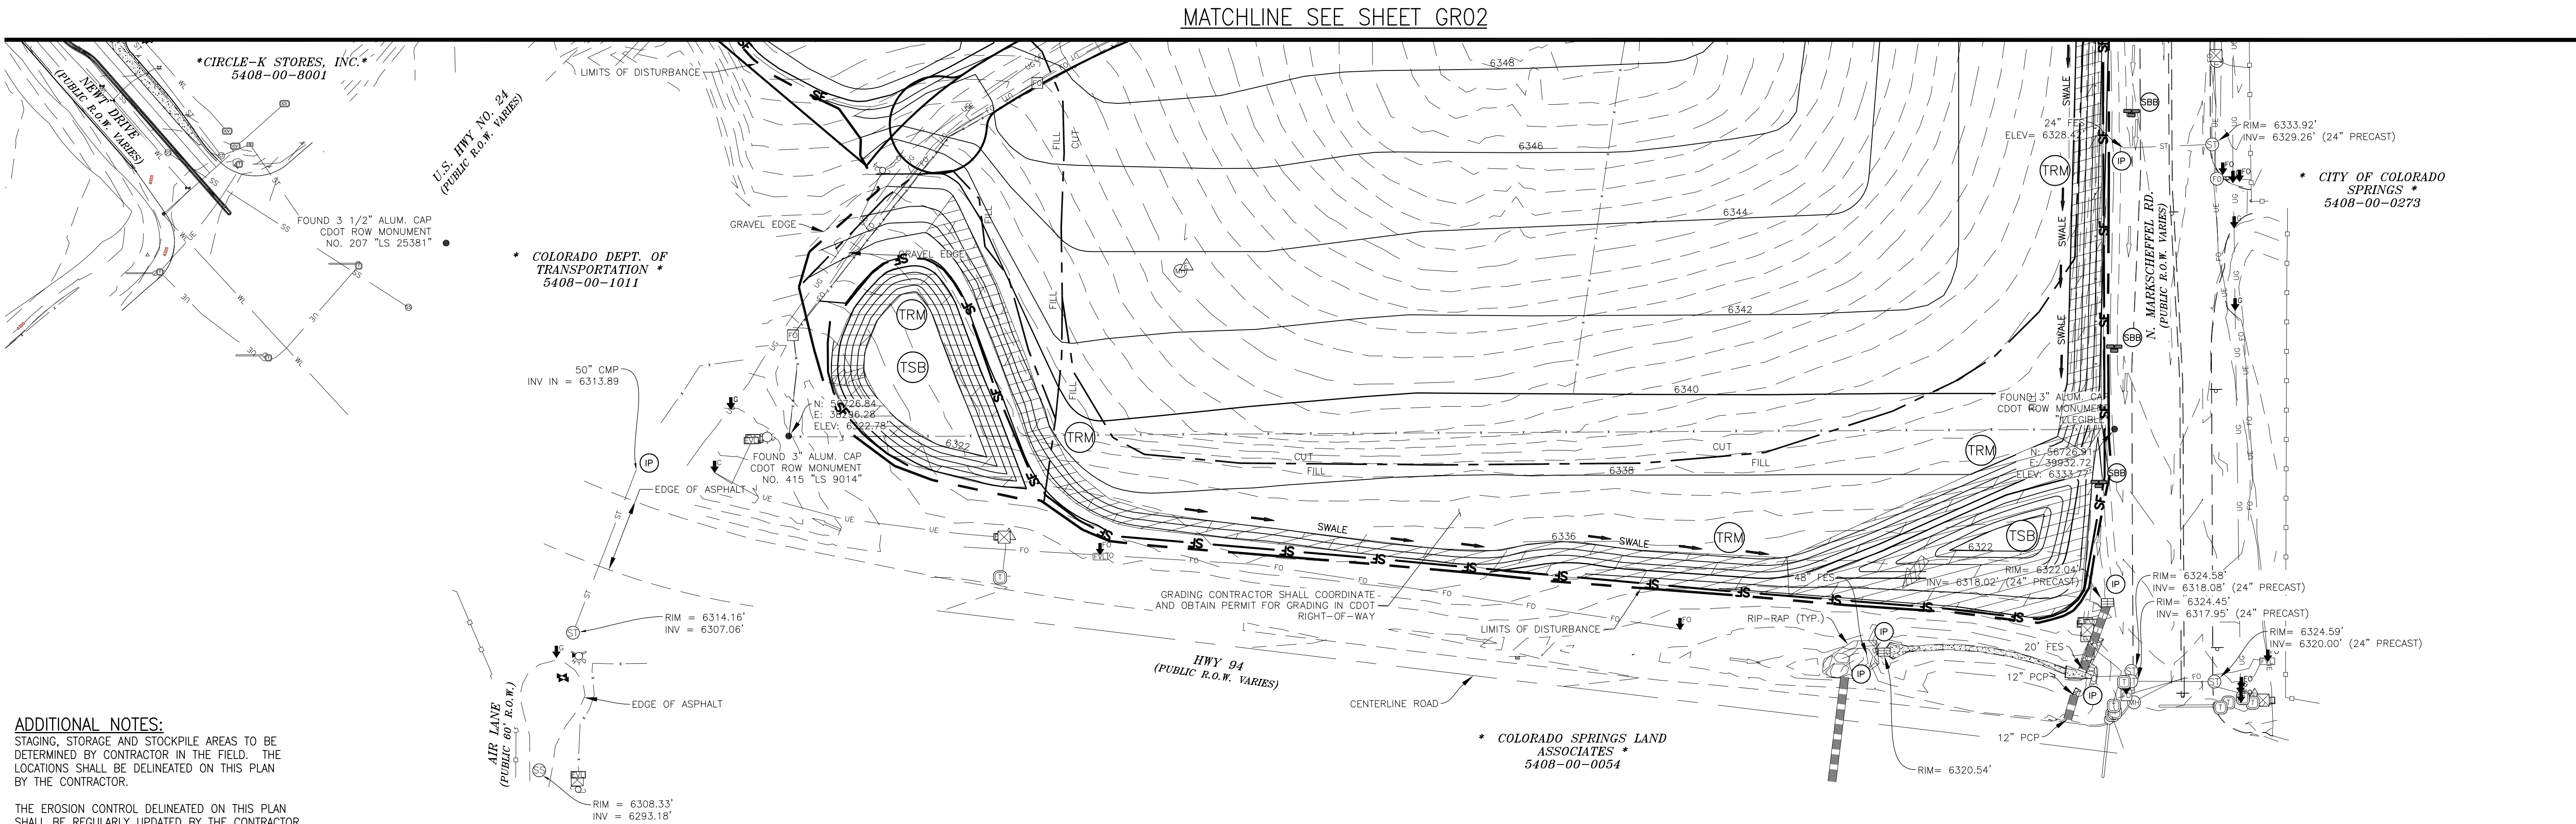 MATCHLINE SEE SHEET GR02
*CIRCLE-K STORES, INC.*
5408-00-8001
NEWT DRIVE
(PUBLIC R.O.W. VARIES)
U.S. HWY NO. 24
(PUBLIC R.O.W. VARIES)
LIMITS OF DISTURBANCE
FOUND 3 1/2" ALUM. CAP
CDOT ROW MONUMENT
NO. 207 "LS 25381"
* COLORADO DEPT. OF
TRANSPORTATION *
5408-00-1011
GRAVEL EDGE
GRAVEL EDGE
50" CMP
INV IN = 6313.89
IP
EDGE OF ASPHALT
RIM = 6314.16'
INV = 6307.06'
EDGE OF ASPHALT
AIR LANE
(PUBLIC 60' R.O.W.)
RIM = 6308.33'
INV = 6293.18'
N: 56726.84
E: 38296.28
ELEV: 6322.78'
FOUND 3" ALUM. CAP
CDOT ROW MONUMENT
NO. 415 "LS 9014"
TRM
TSB
6322
TRM
6348
6346
6344
6342
6340
6338
6336
FILL
CUT
FILL
FILL
FILL
CUT
FILL
CUT
FILL
SWALE
SWALE
TRM
TRM
GRADING CONTRACTOR SHALL COORDINATE
AND OBTAIN PERMIT FOR GRADING IN CDOT
RIGHT-OF-WAY
LIMITS OF DISTURBANCE
RIP-RAP (TYP.)
HWY 94
(PUBLIC R.O.W. VARIES)
CENTERLINE ROAD
* COLORADO SPRINGS LAND
ASSOCIATES *
5408-00-0054
SWALE
SWALE
SWALE
TRM
24" FES
SBB
IP
RIM= 6333.92'
INV= 6329.26' (24" PRECAST)
* CITY OF COLORADO
SPRINGS *
5408-00-0273
N. MARKSCHEFFEL RD.
(PUBLIC R.O.W. VARIES)
SBB
FOUND 3" ALUM. CAP
CDOT ROW MONUMENT
N: 56726.91
E: 39932.72
ELEV: 6333.77'
SBB
TSB
6322
48" FES
RIM= 6322.04'
INV= 6318.02' (24" PRECAST)
IP
RIM= 6324.58'
INV= 6318.08' (24" PRECAST)
RIM= 6324.45'
INV= 6317.95' (24" PRECAST)
RIM= 6324.59'
INV= 6320.00' (24" PRECAST)
IP
IP
20' FES
12" PCP
IP
12" PCP
RIM= 6320.54'
ADDITIONAL NOTES:
STAGING, STORAGE AND STOCKPILE AREAS TO BE
DETERMINED BY CONTRACTOR IN THE FIELD. THE
LOCATIONS SHALL BE DELINEATED ON THIS PLAN
BY THE CONTRACTOR.
THE EROSION CONTROL DELINEATED ON THIS PLAN
SHALL BE REGULARLY UPDATED BY THE CONTRACTOR